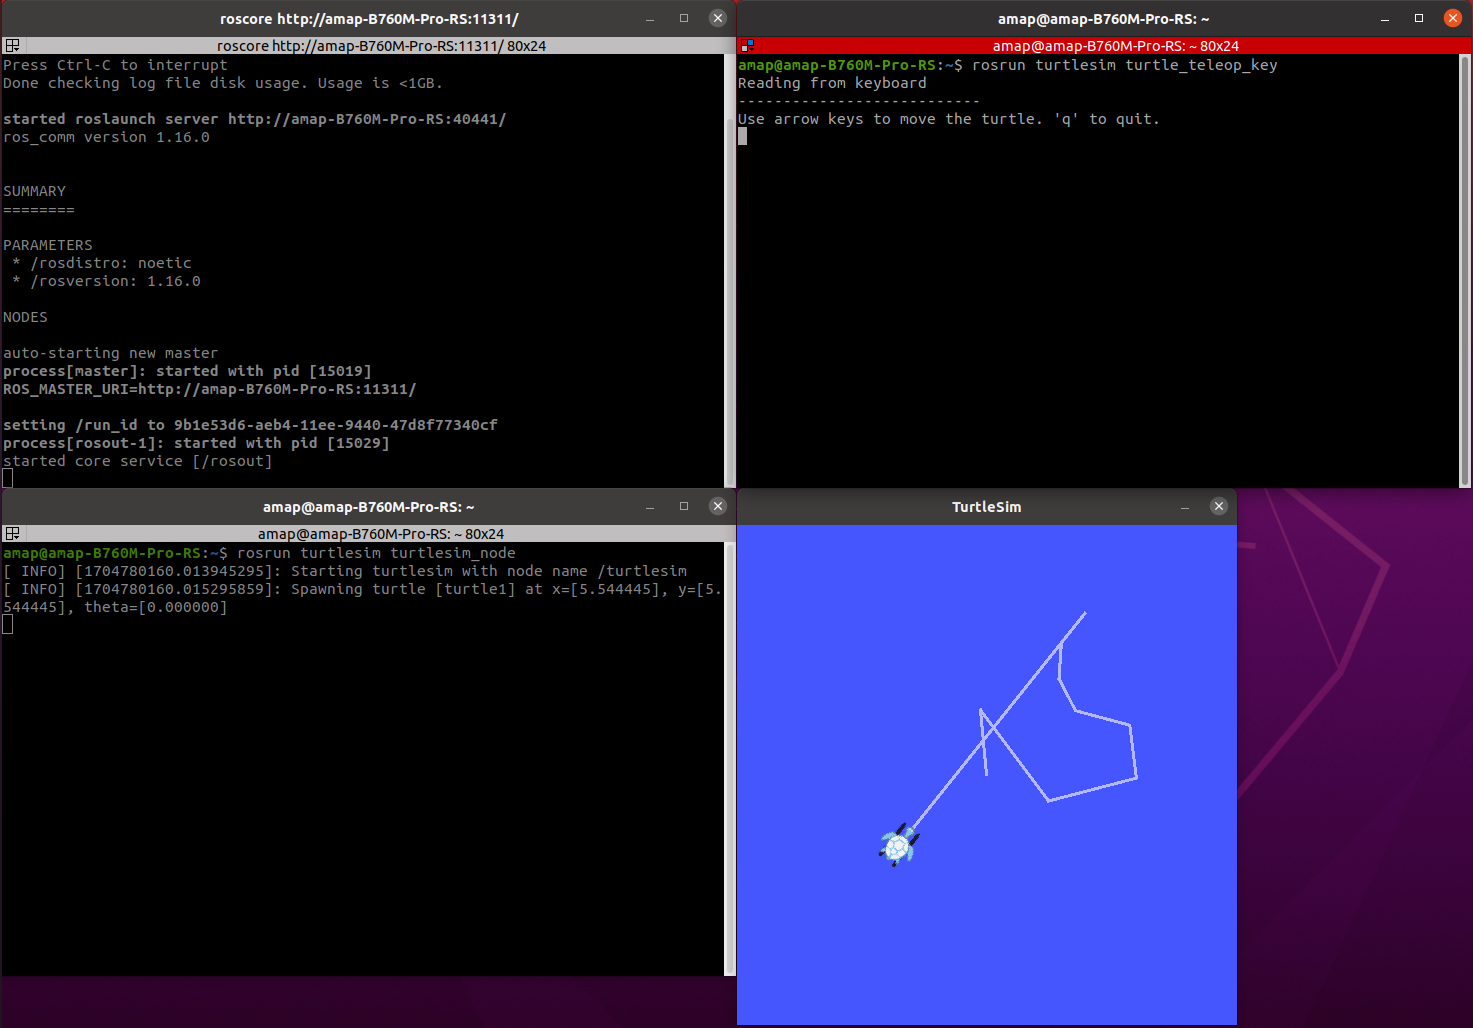 roscore http://amap-B760M-Pro-RS:11311/
roscore http://amap-B760M-Pro-RS:11311/ 80x24
Press Ctrl-C to interrupt
Done checking log file disk usage. Usage is <1GB.
started roslaunch server http://amap-B760M-Pro-RS:40441/
ros_comm version 1.16.0
SUMMARY
========
PARAMETERS
 * /rosdistro: noetic
 * /rosversion: 1.16.0
NODES
auto-starting new master
process[master]: started with pid [15019]
ROS_MASTER_URI=http://amap-B760M-Pro-RS:11311/
setting /run_id to 9b1e53d6-aeb4-11ee-9440-47d8f77340cf
process[rosout-1]: started with pid [15029]
started core service [/rosout]
amap@amap-B760M-Pro-RS: ~
amap@amap-B760M-Pro-RS: ~ 80x24
amap@amap-B760M-Pro-RS:~$ rosrun turtlesim turtle_teleop_key
Reading from keyboard
---------------------------
Use arrow keys to move the turtle. 'q' to quit.
amap@amap-B760M-Pro-RS: ~
amap@amap-B760M-Pro-RS: ~ 80x24
amap@amap-B760M-Pro-RS:~$ rosrun turtlesim turtlesim_node
[ INFO] [1704780160.013945295]: Starting turtlesim with node name /turtlesim
[ INFO] [1704780160.015295859]: Spawning turtle [turtle1] at x=[5.544445], y=[5.
544445], theta=[0.000000]
TurtleSim